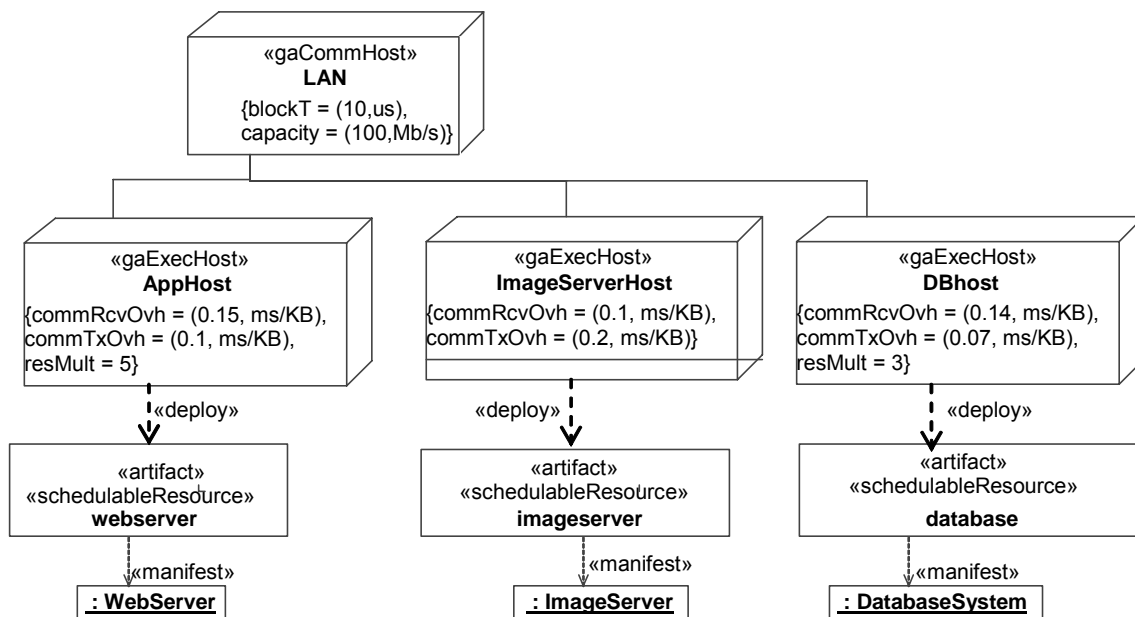 «gaCommHost»
LAN
{blockT = (10,us),
capacity = (100,Mb/s)}
«gaExecHost»
AppHost
{commRcvOvh = (0.15, ms/KB),
commTxOvh = (0.1, ms/KB),
resMult = 5}
«gaExecHost»
ImageServerHost
{commRcvOvh = (0.1, ms/KB),
commTxOvh = (0.2, ms/KB)}
«gaExecHost»
DBhost
{commRcvOvh = (0.14, ms/KB),
commTxOvh = (0.07, ms/KB),
resMult = 3}
«deploy»
«deploy»
«deploy»
«artifact»
«schedulableResource»
webserver
«artifact»
«schedulableResource»
imageserver
«artifact»
«schedulableResource»
database
«manifest»
«manifest»
«manifest»
: WebServer
: ImageServer
: DatabaseSystem